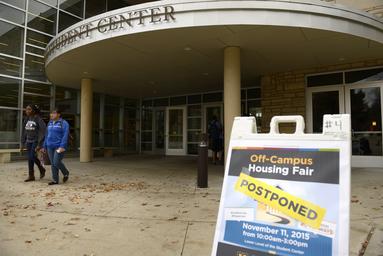 STUDENT CENTER
#4
Off-Campus
Housing Fair
POSTPONED
November 11, 2015
from 10:00am-3:00pm
Lower Level of the Student Center